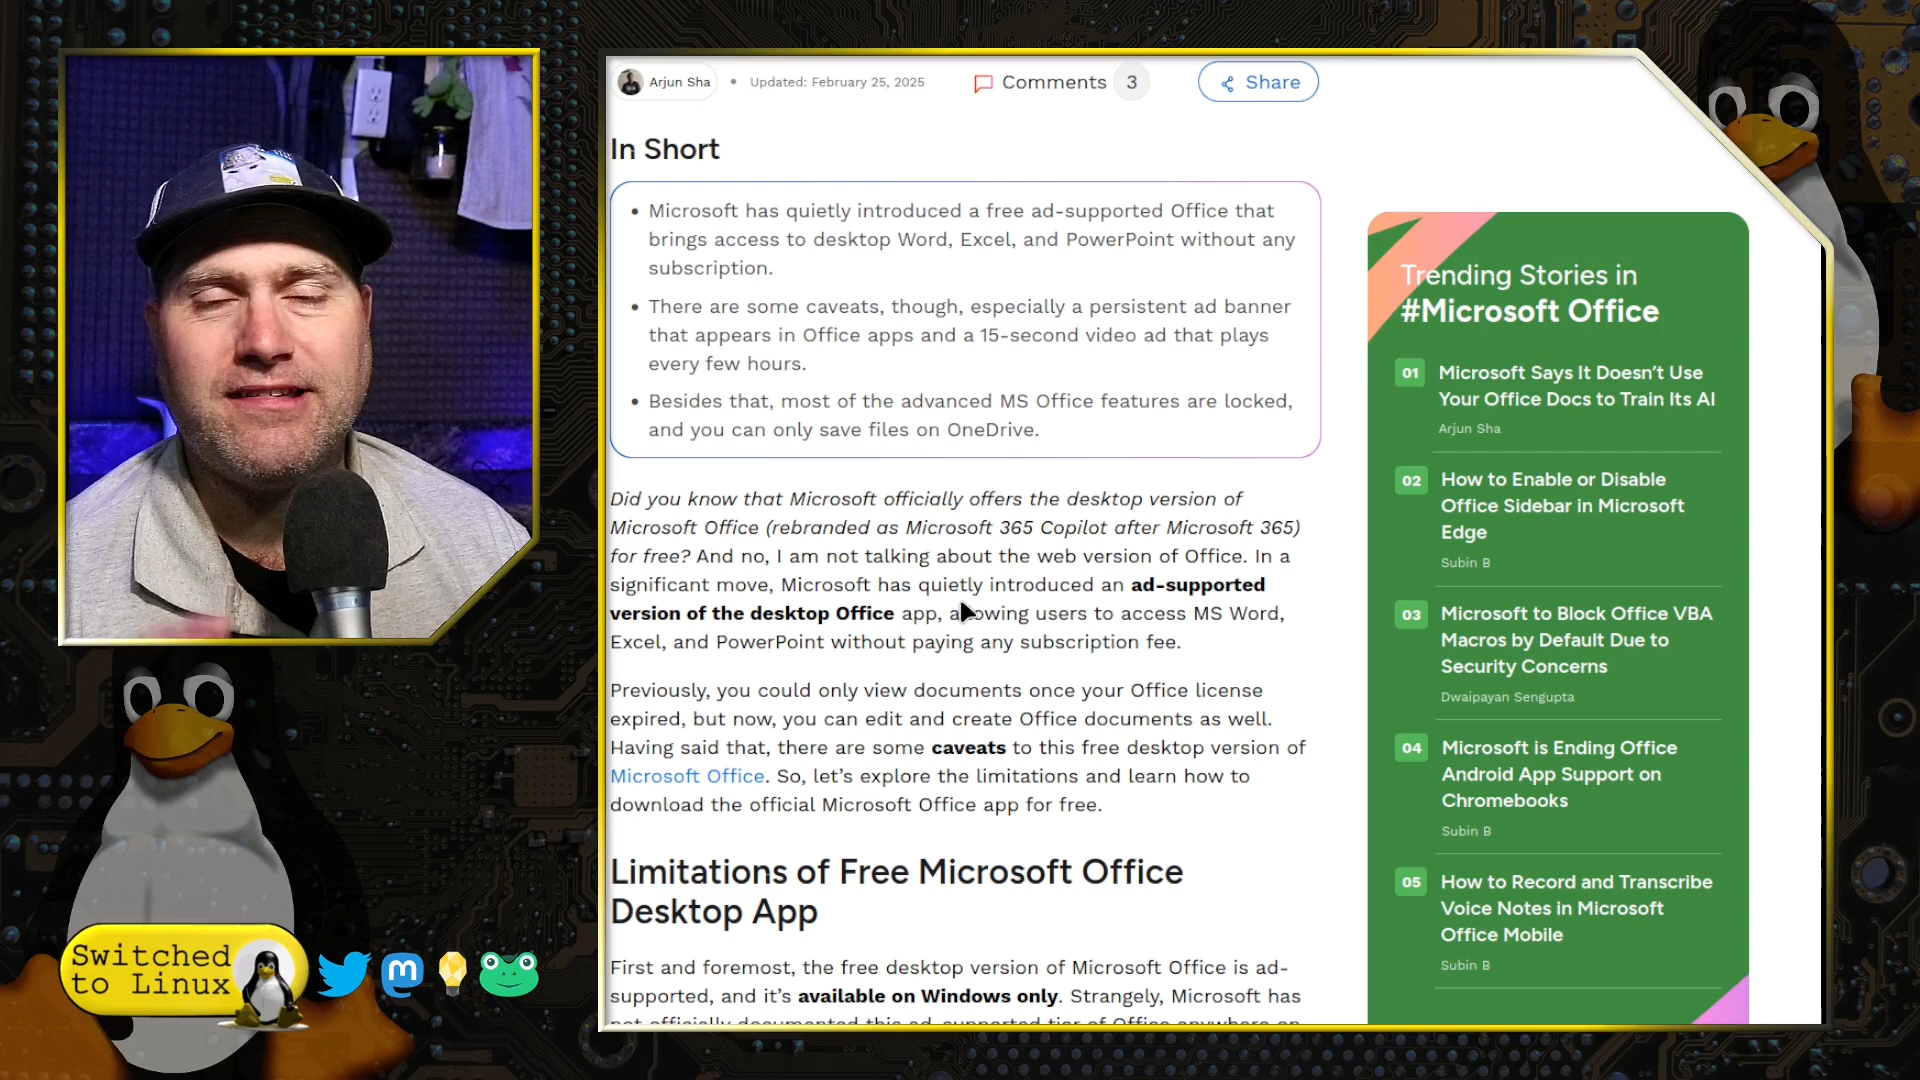 Arjun Sha • Updated: February 25, 2025 Comments 3 Share
In Short
• Microsoft has quietly introduced a free ad-supported Office that
brings access to desktop Word, Excel, and PowerPoint without any
subscription.
• There are some caveats, though, especially a persistent ad banner
that appears in Office apps and a 15-second video ad that plays
every few hours.
• Besides that, most of the advanced MS Office features are locked,
and you can only save files on OneDrive.
Did you know that Microsoft officially offers the desktop version of
Microsoft Office (rebranded as Microsoft 365 Copilot after Microsoft 365)
for free? And no, I am not talking about the web version of Office. In a
significant move, Microsoft has quietly introduced an ad-supported
version of the desktop Office app, allowing users to access MS Word,
Excel, and PowerPoint without paying any subscription fee.
Previously, you could only view documents once your Office license
expired, but now, you can edit and create Office documents as well.
Having said that, there are some caveats to this free desktop version of
Microsoft Office. So, let's explore the limitations and learn how to
download the official Microsoft Office app for free.
Limitations of Free Microsoft Office
Desktop App
First and foremost, the free desktop version of Microsoft Office is ad-
supported, and it's available on Windows only. Strangely, Microsoft has
not officially documented this ad-supported tier of Office anywhere on
Trending Stories in
#Microsoft Office
01 Microsoft Says It Doesn't Use
Your Office Docs to Train Its AI
Arjun Sha
02 How to Enable or Disable
Office Sidebar in Microsoft
Edge
Subin B
03 Microsoft to Block Office VBA
Macros by Default Due to
Security Concerns
Dwaipayan Sengupta
04 Microsoft is Ending Office
Android App Support on
Chromebooks
Subin B
05 How to Record and Transcribe
Voice Notes in Microsoft
Office Mobile
Subin B
Switched
to Linux